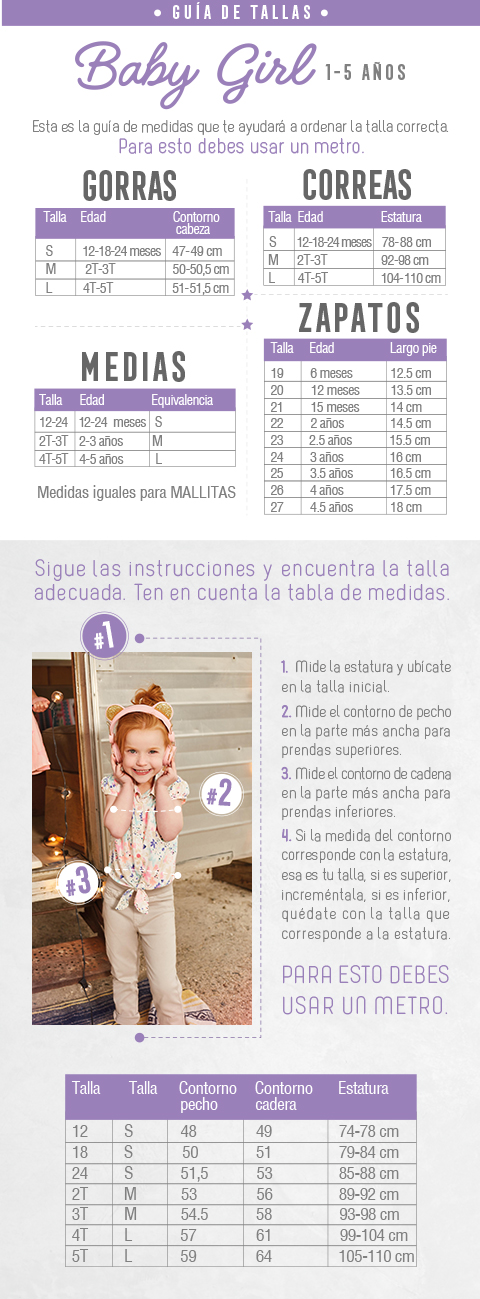 • GUÍA DE TALLAS •
Baby Girl 1-5 AÑOS
Esta es la guía de medidas que te ayudará a ordenar la talla correcta.
Para esto debes usar un metro.
GORRAS
Talla Edad Contorno
cabeza
S 12-18-24 meses 47-49 cm
M 2T-3T 50-50,5 cm
L 4T-5T 51-51,5 cm
CORREAS
Talla Edad Estatura
S 12-18-24 meses 78-88 cm
M 2T-3T 92-98 cm
L 4T-5T 104-110 cm
MEDIAS
Talla Edad Equivalencia
12-24 12-24 meses S
2T-3T 2-3 años M
4T-5T 4-5 años L
Medidas iguales para MALLITAS
ZAPATOS
Talla Edad Largo pie
19 6 meses 12.5 cm
20 12 meses 13.5 cm
21 15 meses 14 cm
22 2 años 14.5 cm
23 2.5 años 15.5 cm
24 3 años 16 cm
25 3.5 años 16.5 cm
26 4 años 17.5 cm
27 4.5 años 18 cm
Sigue las instrucciones y encuentra la talla
adecuada. Ten en cuenta la tabla de medidas.
#1
#2
#3
1. Mide la estatura y ubícate
en la talla inicial.
2. Mide el contorno de pecho
en la parte más ancha para
prendas superiores.
3. Mide el contorno de cadena
en la parte más ancha para
prendas inferiores.
4. Si la medida del contorno
corresponde con la estatura,
esa es tu talla, si es superior,
increméntala, si es inferior,
quédate con la talla que
corresponde a la estatura.
PARA ESTO DEBES
USAR UN METRO.
Talla Talla Contorno Contorno Estatura
pecho cadera
12 S 48 49 74-78 cm
18 S 50 51 79-84 cm
24 S 51,5 53 85-88 cm
2T M 53 56 89-92 cm
3T M 54.5 58 93-98 cm
4T L 57 61 99-104 cm
5T L 59 64 105-110 cm